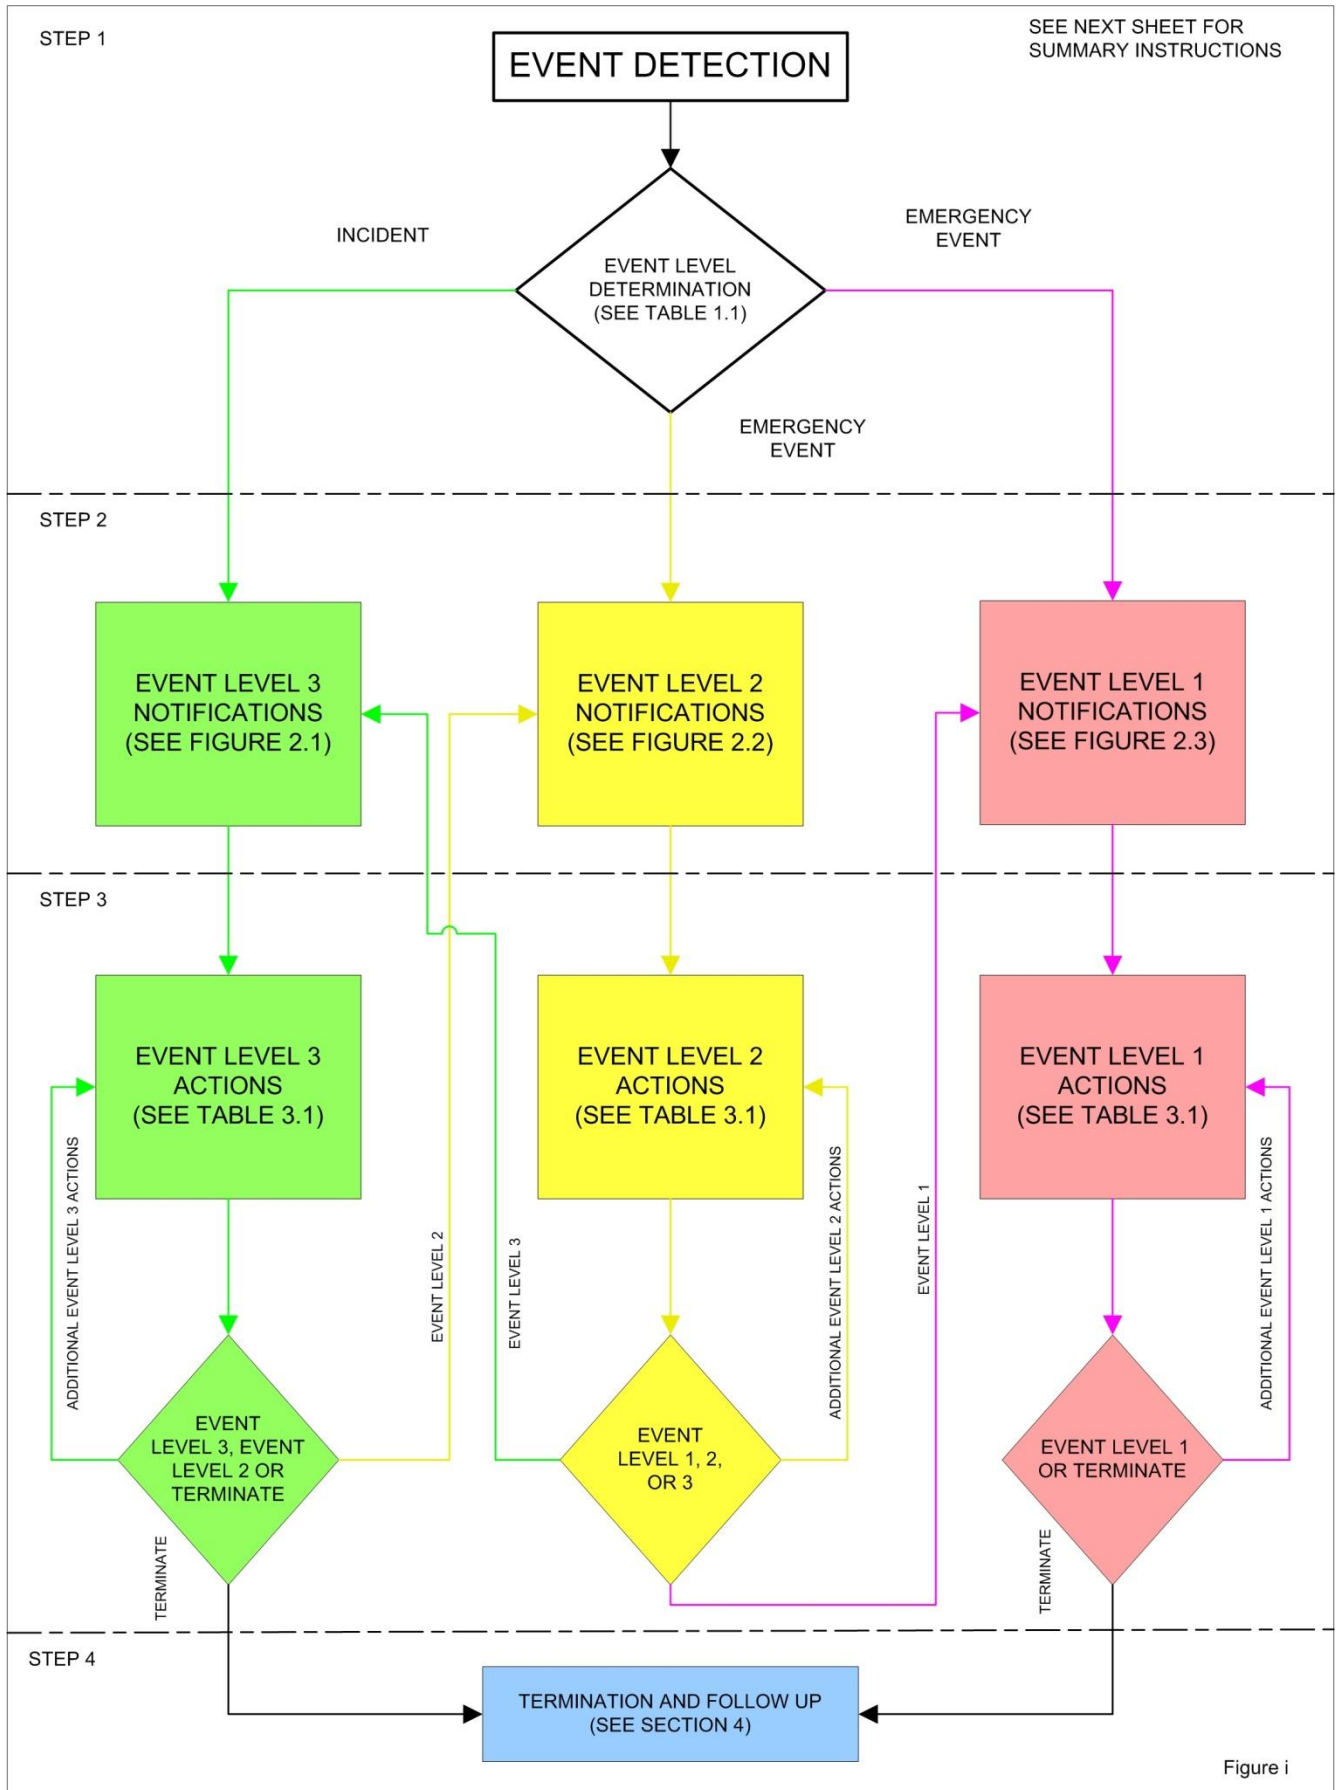 STEP 1
SEE NEXT SHEET FOR
SUMMARY INSTRUCTIONS
EVENT DETECTION
INCIDENT
EMERGENCY
EVENT
EVENT LEVEL
DETERMINATION
(SEE TABLE 1.1)
EMERGENCY
EVENT
STEP 2
EVENT LEVEL 3
NOTIFICATIONS
(SEE FIGURE 2.1)
EVENT LEVEL 2
NOTIFICATIONS
(SEE FIGURE 2.2)
EVENT LEVEL 1
NOTIFICATIONS
(SEE FIGURE 2.3)
STEP 3
EVENT LEVEL 3
ACTIONS
(SEE TABLE 3.1)
EVENT LEVEL 2
ACTIONS
(SEE TABLE 3.1)
EVENT LEVEL 1
ACTIONS
(SEE TABLE 3.1)
ADDITIONAL EVENT LEVEL 3 ACTIONS
EVENT LEVEL 2
EVENT LEVEL 3
ADDITIONAL EVENT LEVEL 2 ACTIONS
EVENT LEVEL 1
ADDITIONAL EVENT LEVEL 1 ACTIONS
EVENT
LEVEL 3, EVENT
LEVEL 2 OR
TERMINATE
EVENT
LEVEL 1, 2,
OR 3
EVENT LEVEL 1
OR TERMINATE
TERMINATE
TERMINATE
STEP 4
TERMINATION AND FOLLOW UP
(SEE SECTION 4)
Figure i